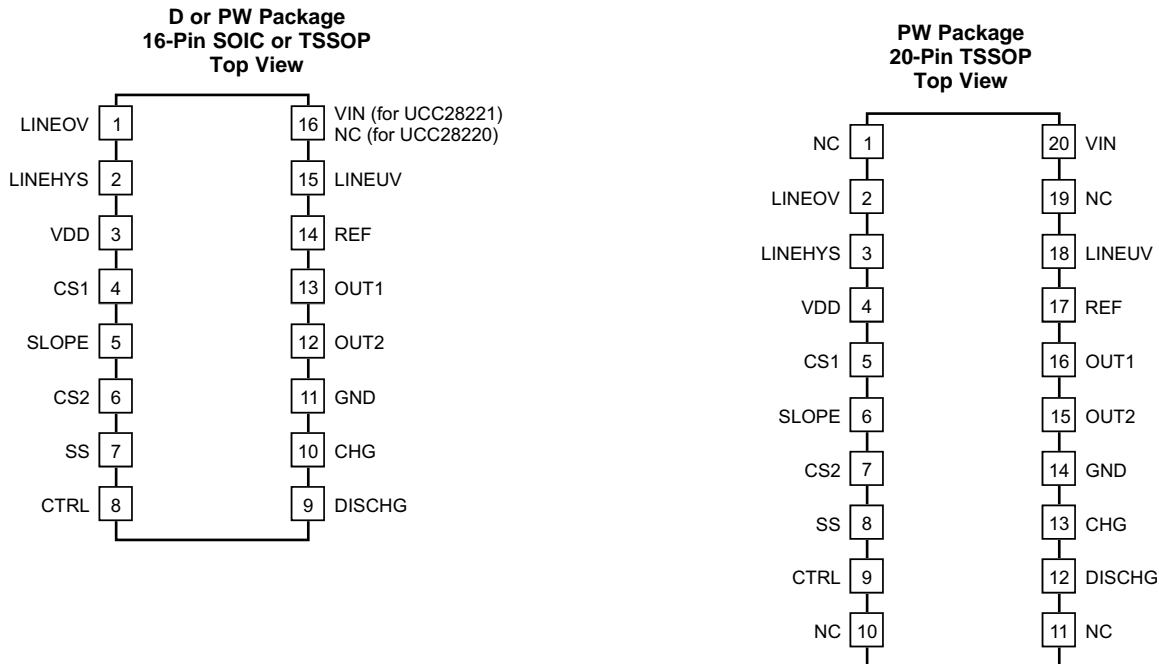 D or PW Package
16-Pin SOIC or TSSOP
Top View
LINEOV 1 16 VIN (for UCC28221)
NC (for UCC28220)
LINEHYS 2 15 LINEUV
VDD 3 14 REF
CS1 4 13 OUT1
SLOPE 5 12 OUT2
CS2 6 11 GND
SS 7 10 CHG
CTRL 8 9 DISCHG
PW Package
20-Pin TSSOP
Top View
NC 1 20 VIN
LINEOV 2 19 NC
LINEHYS 3 18 LINEUV
VDD 4 17 REF
CS1 5 16 OUT1
SLOPE 6 15 OUT2
CS2 7 14 GND
SS 8 13 CHG
CTRL 9 12 DISCHG
NC 10 11 NC